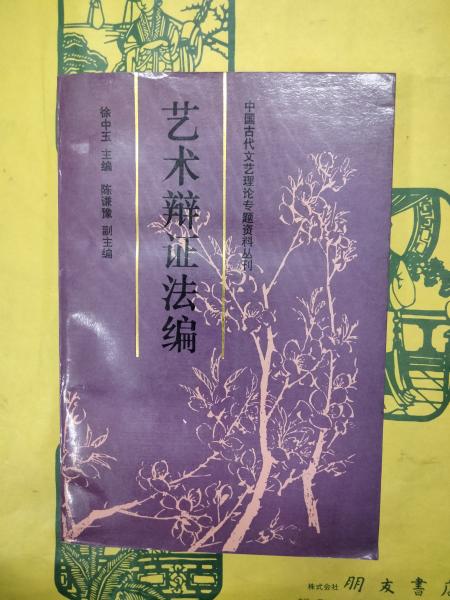 中国古代文艺理论专题资料丛刊
艺术辩证法编
徐中玉 主编 陈谦豫 副主编
株式会社 朋友書店